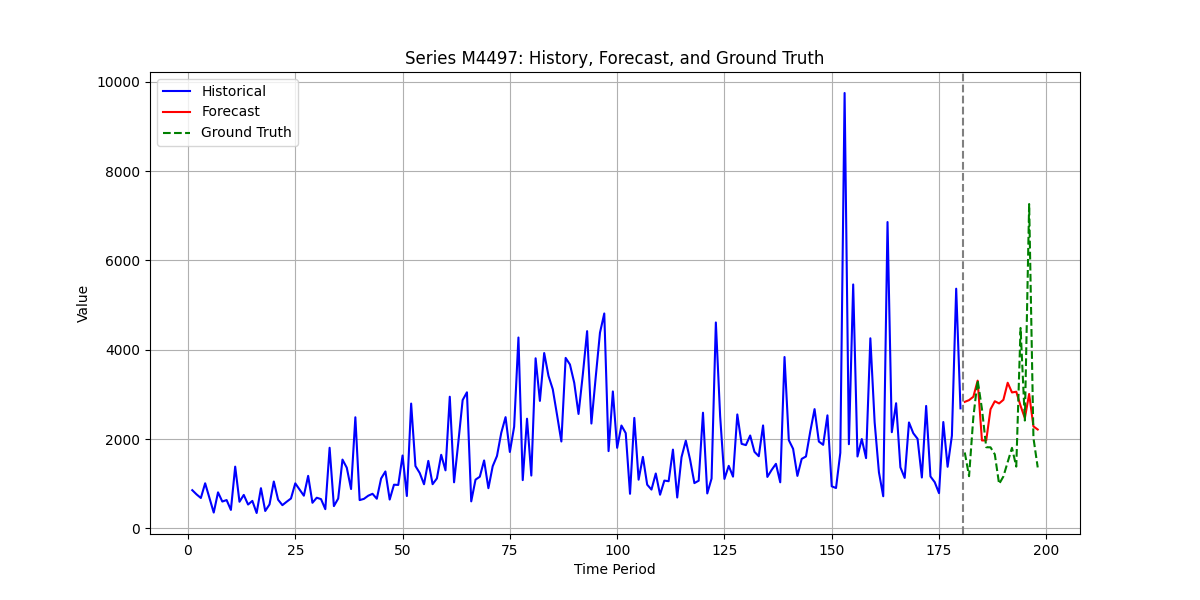 Series M4497: History, Forecast, and Ground Truth
Historical
Forecast
Ground Truth
10000
8000
6000
4000
2000
0
Value
0 25 50 75 100 125 150 175 200
Time Period